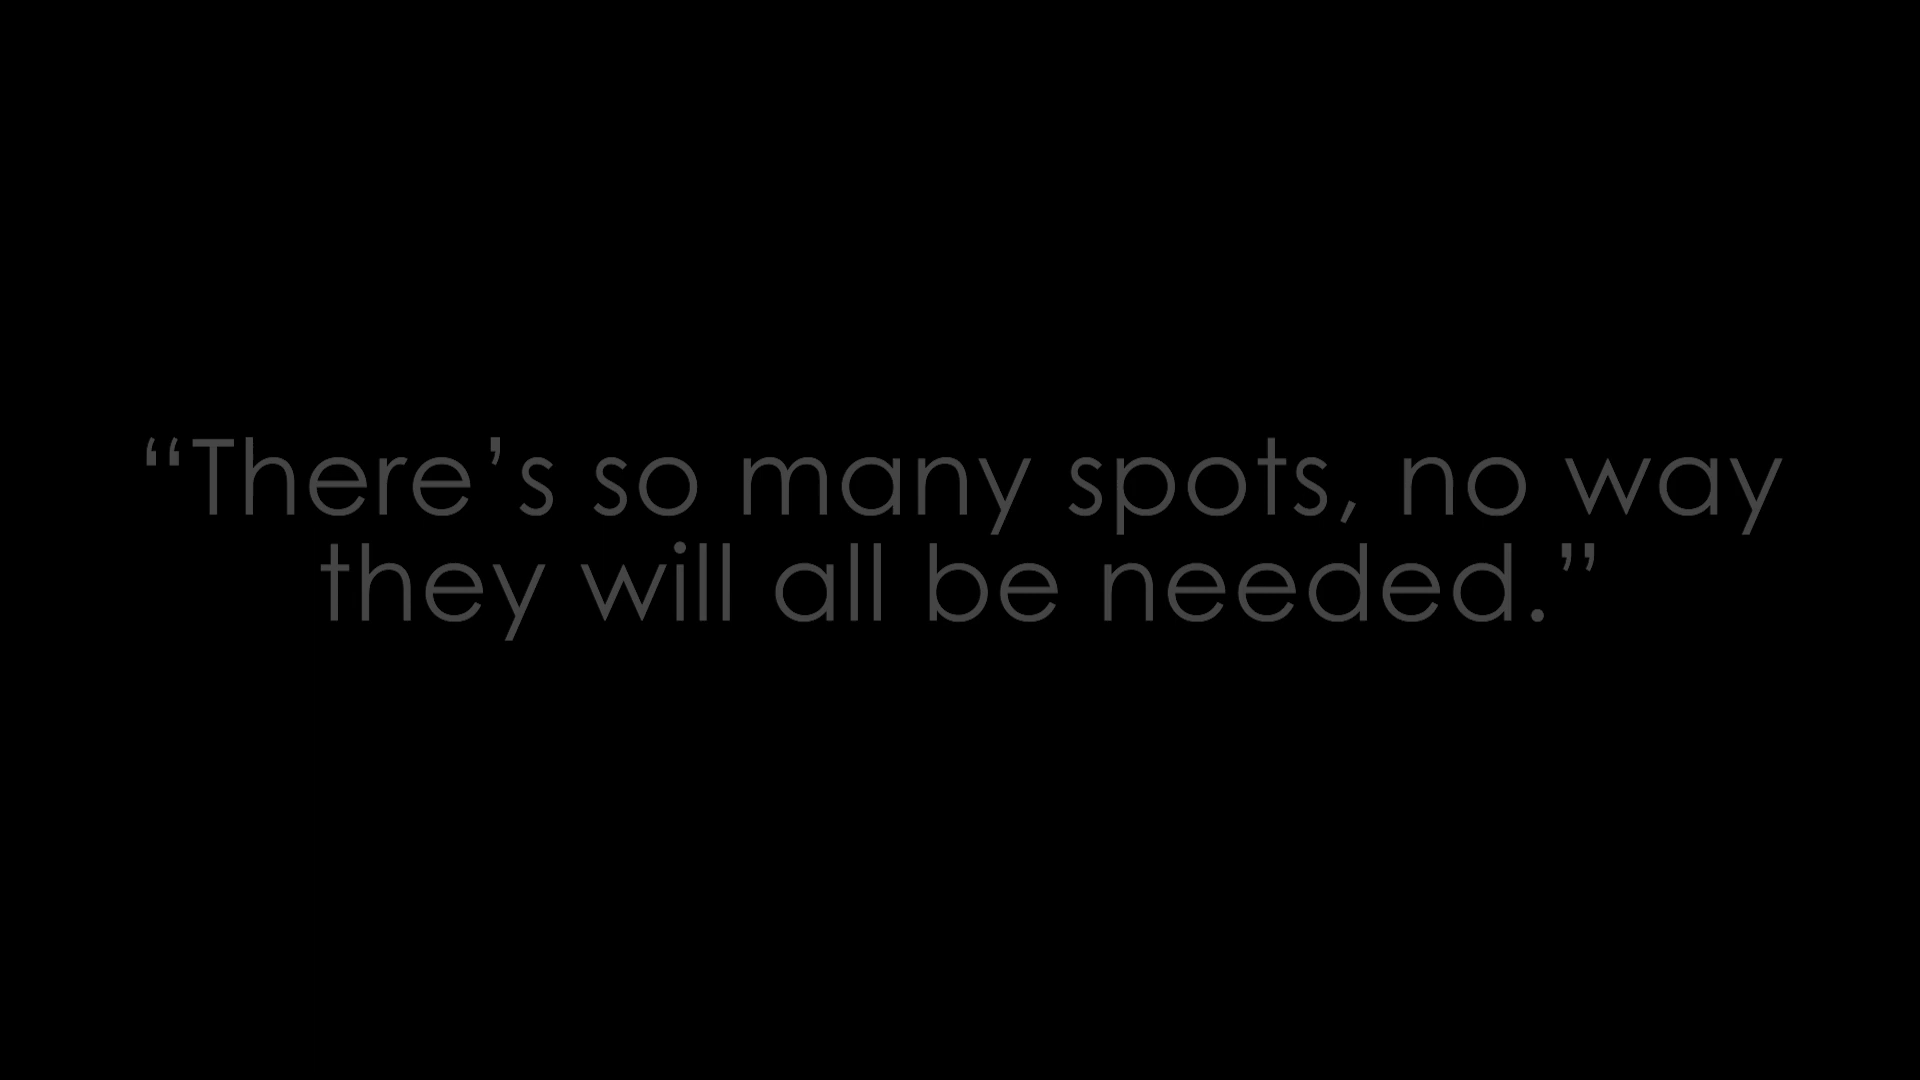 “There’s so many spots, no way
they will all be needed.”